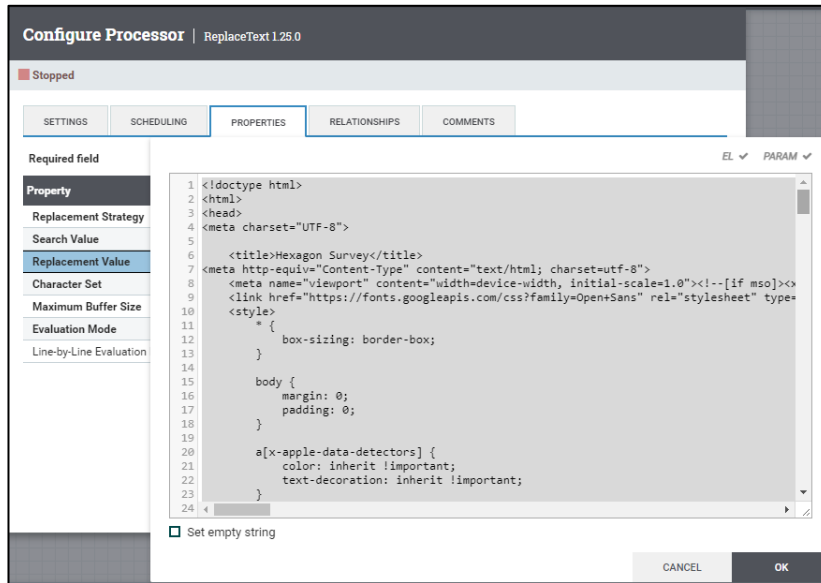 Configure Processor | ReplaceText 1.25.0
Stopped
SETTINGS SCHEDULING PROPERTIES RELATIONSHIPS COMMENTS
Required field
EL ✔ PARAM ✔
Property
Replacement Strategy
Search Value
Replacement Value
Character Set
Maximum Buffer Size
Evaluation Mode
Line-by-Line Evaluation
1 <!doctype html>
2 <html>
3 <head>
4 <meta charset="UTF-8">
5
6 <title>Hexagon Survey</title>
7 <meta http-equiv="Content-Type" content="text/html; charset=utf-8">
8 <meta name="viewport" content="width=device-width, initial-scale=1.0"><!--[if mso]><x
9 <link href="https://fonts.googleapis.com/css?family=Open+Sans" rel="stylesheet" type=
10 <style>
11 * {
12 box-sizing: border-box;
13 }
14
15 body {
16 margin: 0;
17 padding: 0;
18 }
19
20 a[x-apple-data-detectors] {
21 color: inherit !important;
22 text-decoration: inherit !important;
23 }
24
Set empty string
CANCEL OK